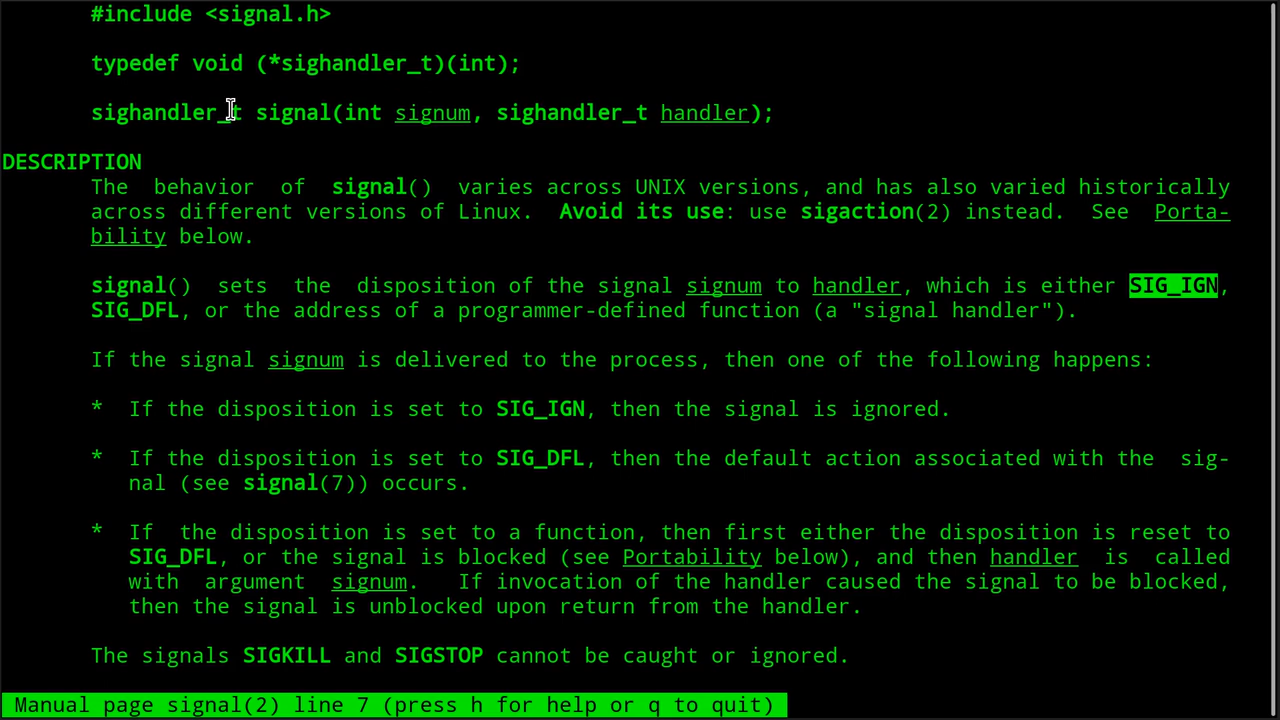 #include <signal.h>
typedef void (*sighandler_t)(int);
sighandler_t signal(int signum, sighandler_t handler);
DESCRIPTION
The behavior of signal() varies across UNIX versions, and has also varied historically
across different versions of Linux. Avoid its use: use sigaction(2) instead. See Porta-
bility below.
signal() sets the disposition of the signal signum to handler, which is either SIG_IGN,
SIG_DFL, or the address of a programmer-defined function (a "signal handler").
If the signal signum is delivered to the process, then one of the following happens:
* If the disposition is set to SIG_IGN, then the signal is ignored.
* If the disposition is set to SIG_DFL, then the default action associated with the sig-
nal (see signal(7)) occurs.
* If the disposition is set to a function, then first either the disposition is reset to
SIG_DFL, or the signal is blocked (see Portability below), and then handler is called
with argument signum. If invocation of the handler caused the signal to be blocked,
then the signal is unblocked upon return from the handler.
The signals SIGKILL and SIGSTOP cannot be caught or ignored.
Manual page signal(2) line 7 (press h for help or q to quit)